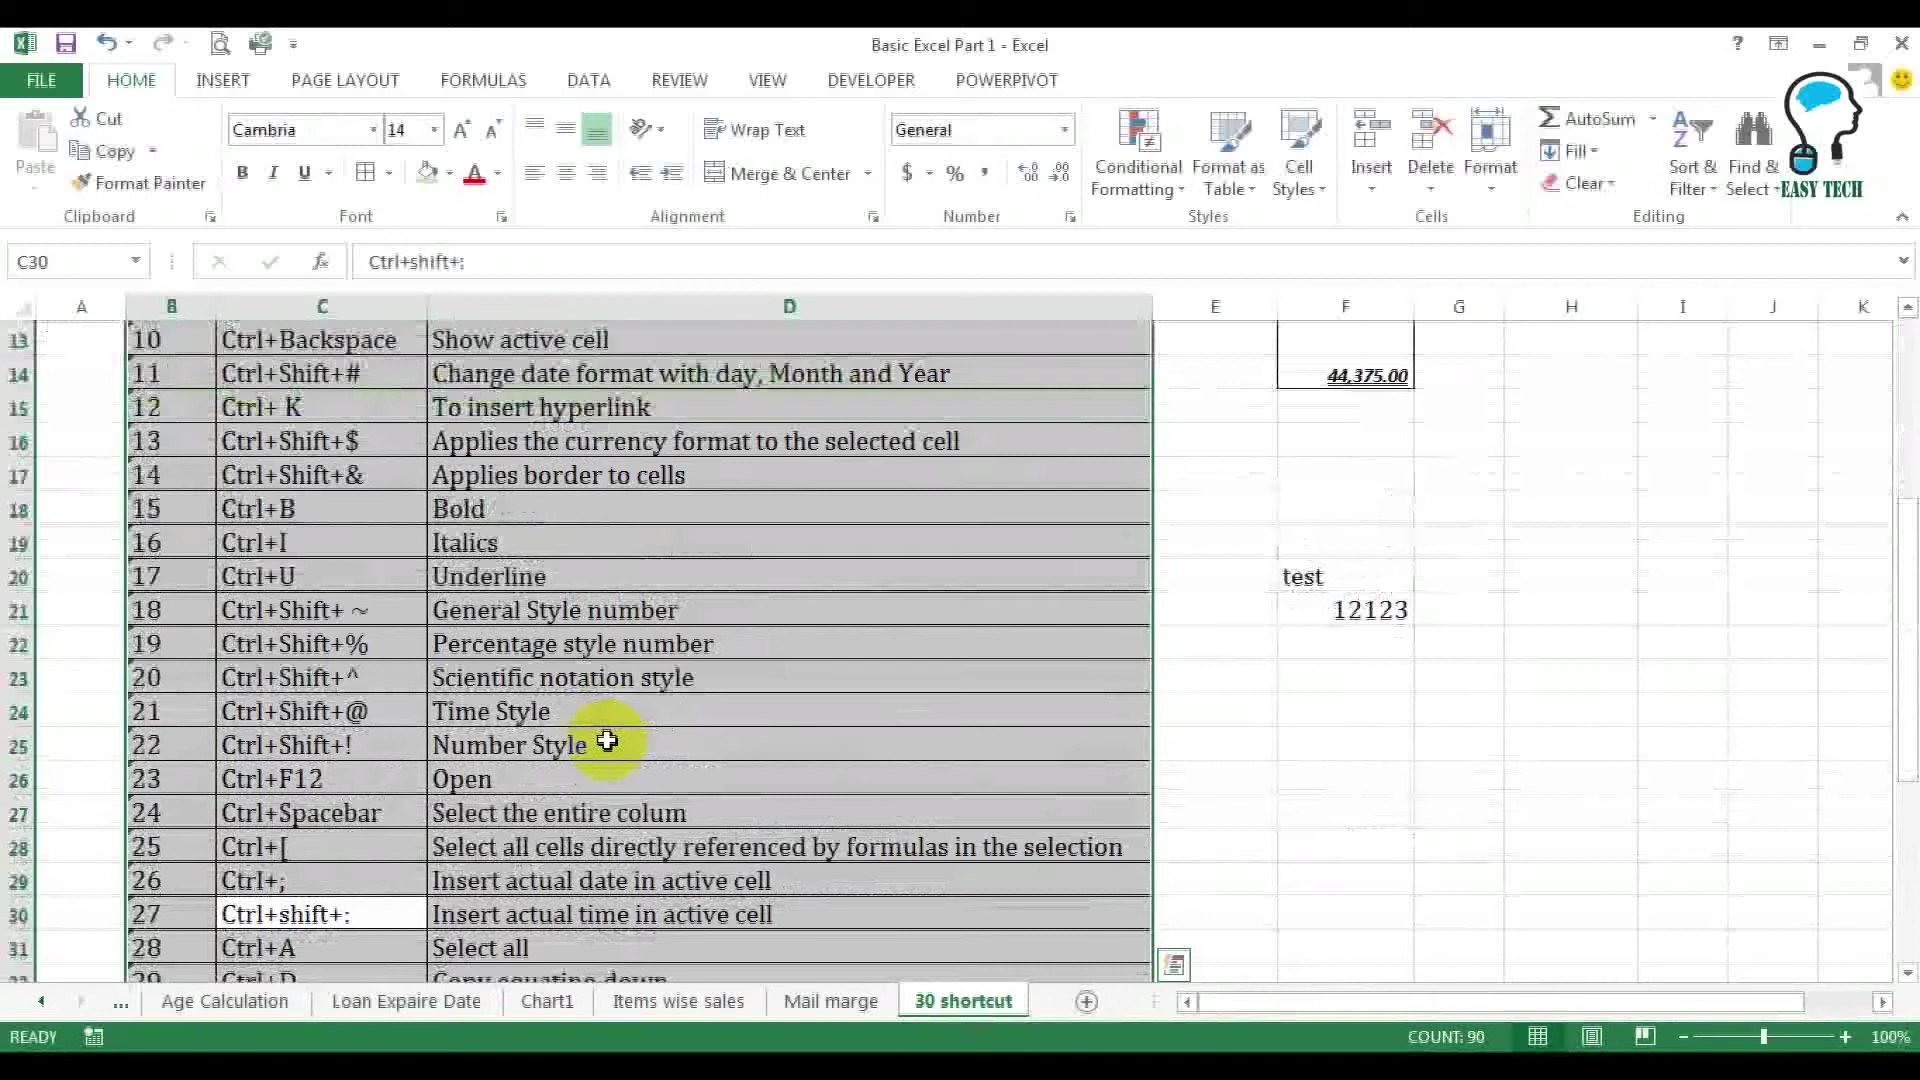 Basic Excel Part 1 - Excel
?
FILE HOME INSERT PAGE LAYOUT FORMULAS DATA REVIEW VIEW DEVELOPER POWERPIVOT
Paste
Cut
Copy
Format Painter
Clipboard
Cambria 14
B I U A
Font
Wrap Text
Merge & Center
Alignment
General
$ % ,
Number
Conditional Formatting
Format as Table
Cell Styles
Styles
Insert Delete Format
Cells
AutoSum
Fill
Clear
Sort & Filter
Find & Select
Editing
EASY TECH
C30 fx Ctrl+shift+:
A B C D E F G H I J K
13 10 Ctrl+Backspace Show active cell
14 11 Ctrl+Shift+# Change date format with day, Month and Year 44,375.00
15 12 Ctrl+ K To insert hyperlink
16 13 Ctrl+Shift+$ Applies the currency format to the selected cell
17 14 Ctrl+Shift+& Applies border to cells
18 15 Ctrl+B Bold
19 16 Ctrl+I Italics
20 17 Ctrl+U Underline test
21 18 Ctrl+Shift+ ~ General Style number 12123
22 19 Ctrl+Shift+% Percentage style number
23 20 Ctrl+Shift+^ Scientific notation style
24 21 Ctrl+Shift+@ Time Style
25 22 Ctrl+Shift+! Number Style
26 23 Ctrl+F12 Open
27 24 Ctrl+Spacebar Select the entire colum
28 25 Ctrl+[ Select all cells directly referenced by formulas in the selection
29 26 Ctrl+; Insert actual date in active cell
30 27 Ctrl+shift+: Insert actual time in active cell
31 28 Ctrl+A Select all
29 Ctrl+D
... Age Calculation Loan Expaire Date Chart1 Items wise sales Mail marge 30 shortcut
READY COUNT: 90 100%